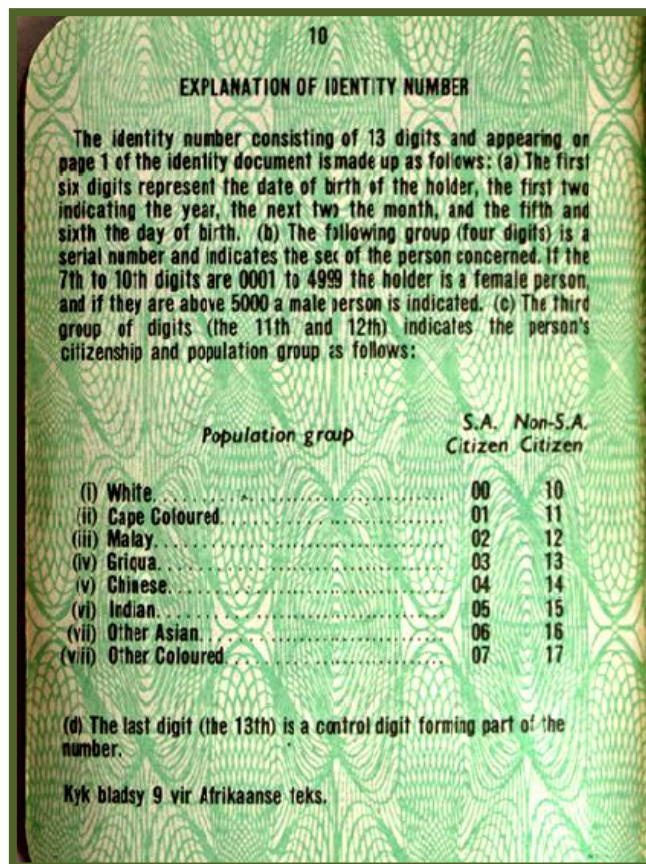 10
EXPLANATION OF IDENTITY NUMBER
The identity number consisting of 13 digits and appearing on
page 1 of the identity document is made up as follows: (a) The first
six digits represent the date of birth of the holder, the first two
indicating the year, the next two the month, and the fifth and
sixth the day of birth. (b) The following group (four digits) is a
serial number and indicates the sex of the person concerned. If the
7th to 10th digits are 0001 to 4999 the holder is a female person,
and if they are above 5000 a male person is indicated. (c) The third
group of digits (the 11th and 12th) indicates the person's
citizenship and population group as follows:
Population group S.A. Citizen Non-S.A. Citizen
(i) White 00 10
(ii) Cape Coloured 01 11
(iii) Malay 02 12
(iv) Griqua 03 13
(v) Chinese 04 14
(vi) Indian 05 15
(vii) Other Asian 06 16
(viii) Other Coloured 07 17
(d) The last digit (the 13th) is a control digit forming part of the
number.
Kyk bladsy 9 vir Afrikaanse teks.